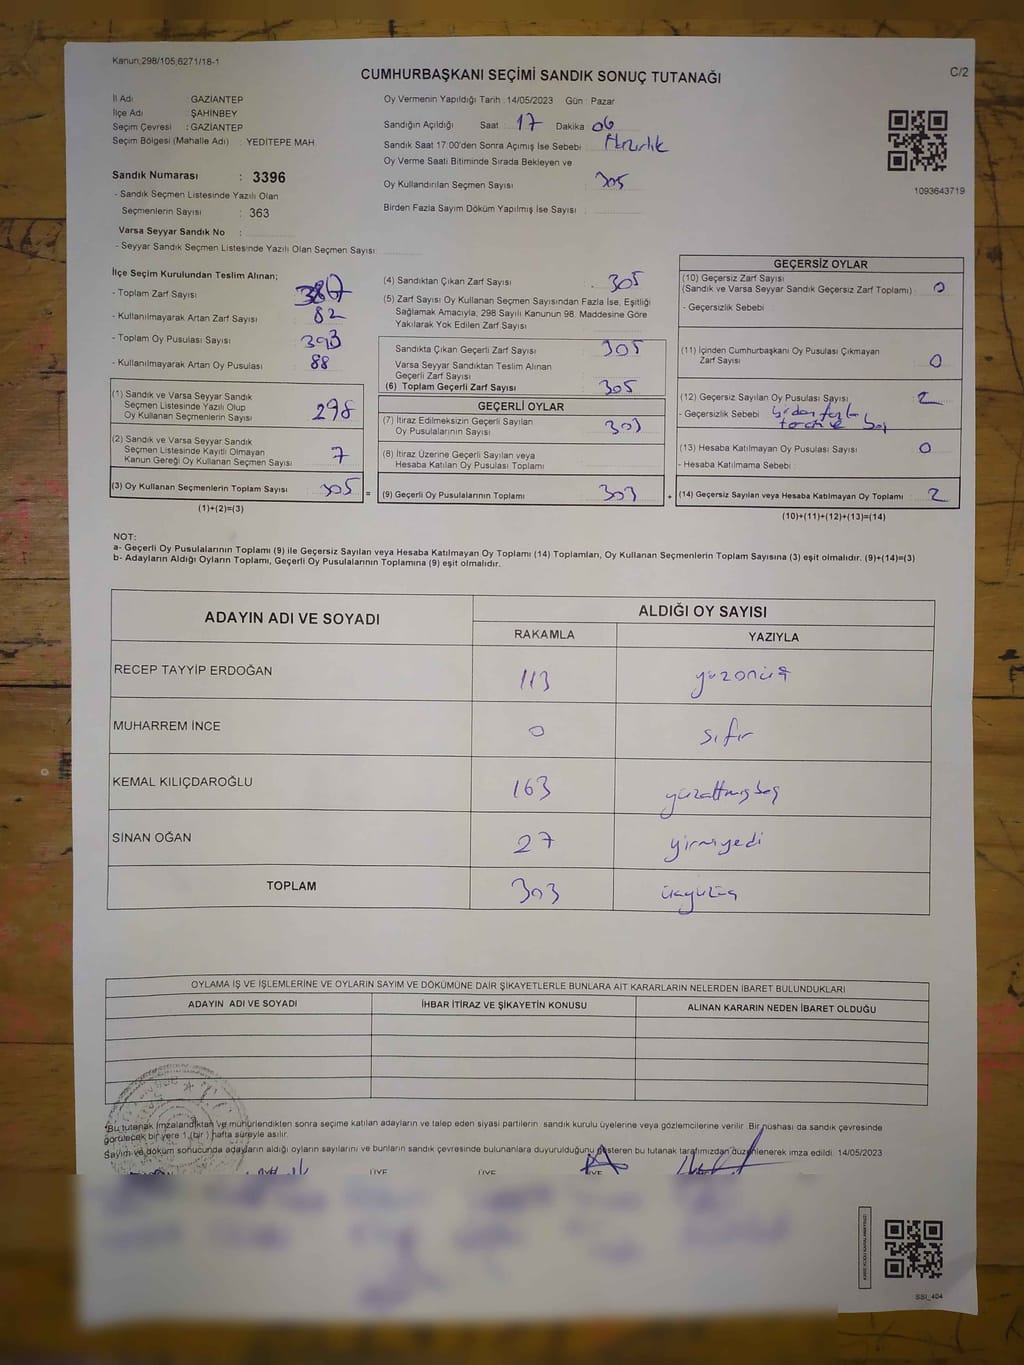 Kanun;298/105,6271/18-1
CUMHURBAŞKANI SEÇİMİ SANDIK SONUÇ TUTANAĞI
C/2
İl Adı GAZİANTEP
İlçe Adı : ŞAHİNBEY
Seçim Çevresi : GAZİANTEP
Seçim Bölgesi (Mahalle Adı) : YEDİTEPE MAH.
Sandık Numarası : 3396
- Sandık Seçmen Listesinde Yazılı Olan
Seçmenlerin Sayısı : 363
Varsa Seyyar Sandık No :
- Seyyar Sandık Seçmen Listesinde Yazılı Olan Seçmen Sayısı:
Oy Vermenin Yapıldığı Tarih : 14/05/2023 Gün : Pazar
Sandığın Açıldığı Saat : 17 Dakika 06
Sandık Saat 17:00'den Sonra Açımış İse Sebebi : Hazırlık
Oy Verme Saati Bitiminde Sırada Bekleyen ve
Oy Kullandırılan Seçmen Sayısı : 305
Birden Fazla Sayım Döküm Yapılmış İse Sayısı :
1093643719
İlçe Seçim Kurulundan Teslim Alınan;
- Toplam Zarf Sayısı : 387
- Kullanılmayarak Artan Zarf Sayısı : 82
- Toplam Oy Pusulası Sayısı : 393
- Kullanılmayarak Artan Oy Pusulası : 88
(1) Sandık ve Varsa Seyyar Sandık
Seçmen Listesinde Yazılı Olup
Oy Kullanan Seçmenlerin Sayısı 298
(2) Sandık ve Varsa Seyyar Sandık
Seçmen Listesinde Kayıtlı Olmayan
Kanun Gereği Oy Kullanan Seçmen Sayısı 7
(3) Oy Kullanan Seçmenlerin Toplam Sayısı 305 =
(1)+(2)=(3)
(4) Sandıktan Çıkan Zarf Sayısı : 305
(5) Zarf Sayısı Oy Kullanan Seçmen Sayısından Fazla İse, Eşitliği
Sağlamak Amacıyla, 298 Sayılı Kanunun 98. Maddesine Göre
Yakılarak Yok Edilen Zarf Sayısı
Sandıkta Çıkan Geçerli Zarf Sayısı : 305
Varsa Seyyar Sandıktan Teslim Alınan
Geçerli Zarf Sayısı
(6) Toplam Geçerli Zarf Sayısı : 305
GEÇERLİ OYLAR
(7) İtiraz Edilmeksizin Geçerli Sayılan
Oy Pusulalarının Sayısı 303
(8) İtiraz Üzerine Geçerli Sayılan veya
Hesaba Katılan Oy Pusulası Toplamı
(9) Geçerli Oy Pusulalarının Toplamı 303 +
GEÇERSİZ OYLAR
(10) Geçersiz Zarf Sayısı
(Sandık ve Varsa Seyyar Sandık Geçersiz Zarf Toplamı) : 0
- Geçersizlik Sebebi :
(11) İçinden Cumhurbaşkanı Oy Pusulası Çıkmayan
Zarf Sayısı 0
(12) Geçersiz Sayılan Oy Pusulası Sayısı : 2
- Geçersizlik Sebebi : birden fazla
tercih ve boş
(13) Hesaba Katılmayan Oy Pusulası Sayısı : 0
- Hesaba Katılmama Sebebi :
(14) Geçersiz Sayılan veya Hesaba Katılmayan Oy Toplamı : 2
(10)+(11)+(12)+(13)=(14)
NOT:
a- Geçerli Oy Pusulalarının Toplamı (9) ile Geçersiz Sayılan veya Hesaba Katılmayan Oy Toplamı (14) Toplamları, Oy Kullanan Seçmenlerin Toplam Sayısına (3) eşit olmalıdır. (9)+(14)=(3)
b- Adayların Aldığı Oyların Toplamı, Geçerli Oy Pusulalarının Toplamına (9) eşit olmalıdır.
ADAYIN ADI VE SOYADI ALDIĞI OY SAYISI
RAKAMLA YAZIYLA
RECEP TAYYİP ERDOĞAN 113 yüzonüç
MUHARREM İNCE 0 sıfır
KEMAL KILIÇDAROĞLU 163 yüzaltmışbeş
SİNAN OĞAN 27 yirmiyedi
TOPLAM 303 üçyüzüç
OYLAMA İŞ VE İŞLEMLERİNE VE OYLARIN SAYIM VE DÖKÜMÜNE DAİR ŞİKAYETLERLE BUNLARA AİT KARARLARIN NELERDEN İBARET BULUNDUKLARI
ADAYIN ADI VE SOYADI İHBAR İTİRAZ VE ŞİKAYETİN KONUSU ALINAN KARARIN NEDEN İBARET OLDUĞU
*Bu tutanak imzalandıktan ve mühürlendikten sonra seçime katılan adayların ve talep eden siyasi partilerin sandık kurulu üyelerine veya gözlemcilerine verilir. Bir nüshası da sandık çevresinde
görülecek bir yere 1 (bir ) hafta süreyle asılır.
Sayım ve döküm sonucunda adayların aldığı oyların sayılarını ve bunların sandık çevresinde bulunanlara duyurulduğunu gösteren bu tutanak tarafımızdan düzenlenerek imza edildi. 14/05/2023
ÜYE ÜYE ÜYE
SSİ_404